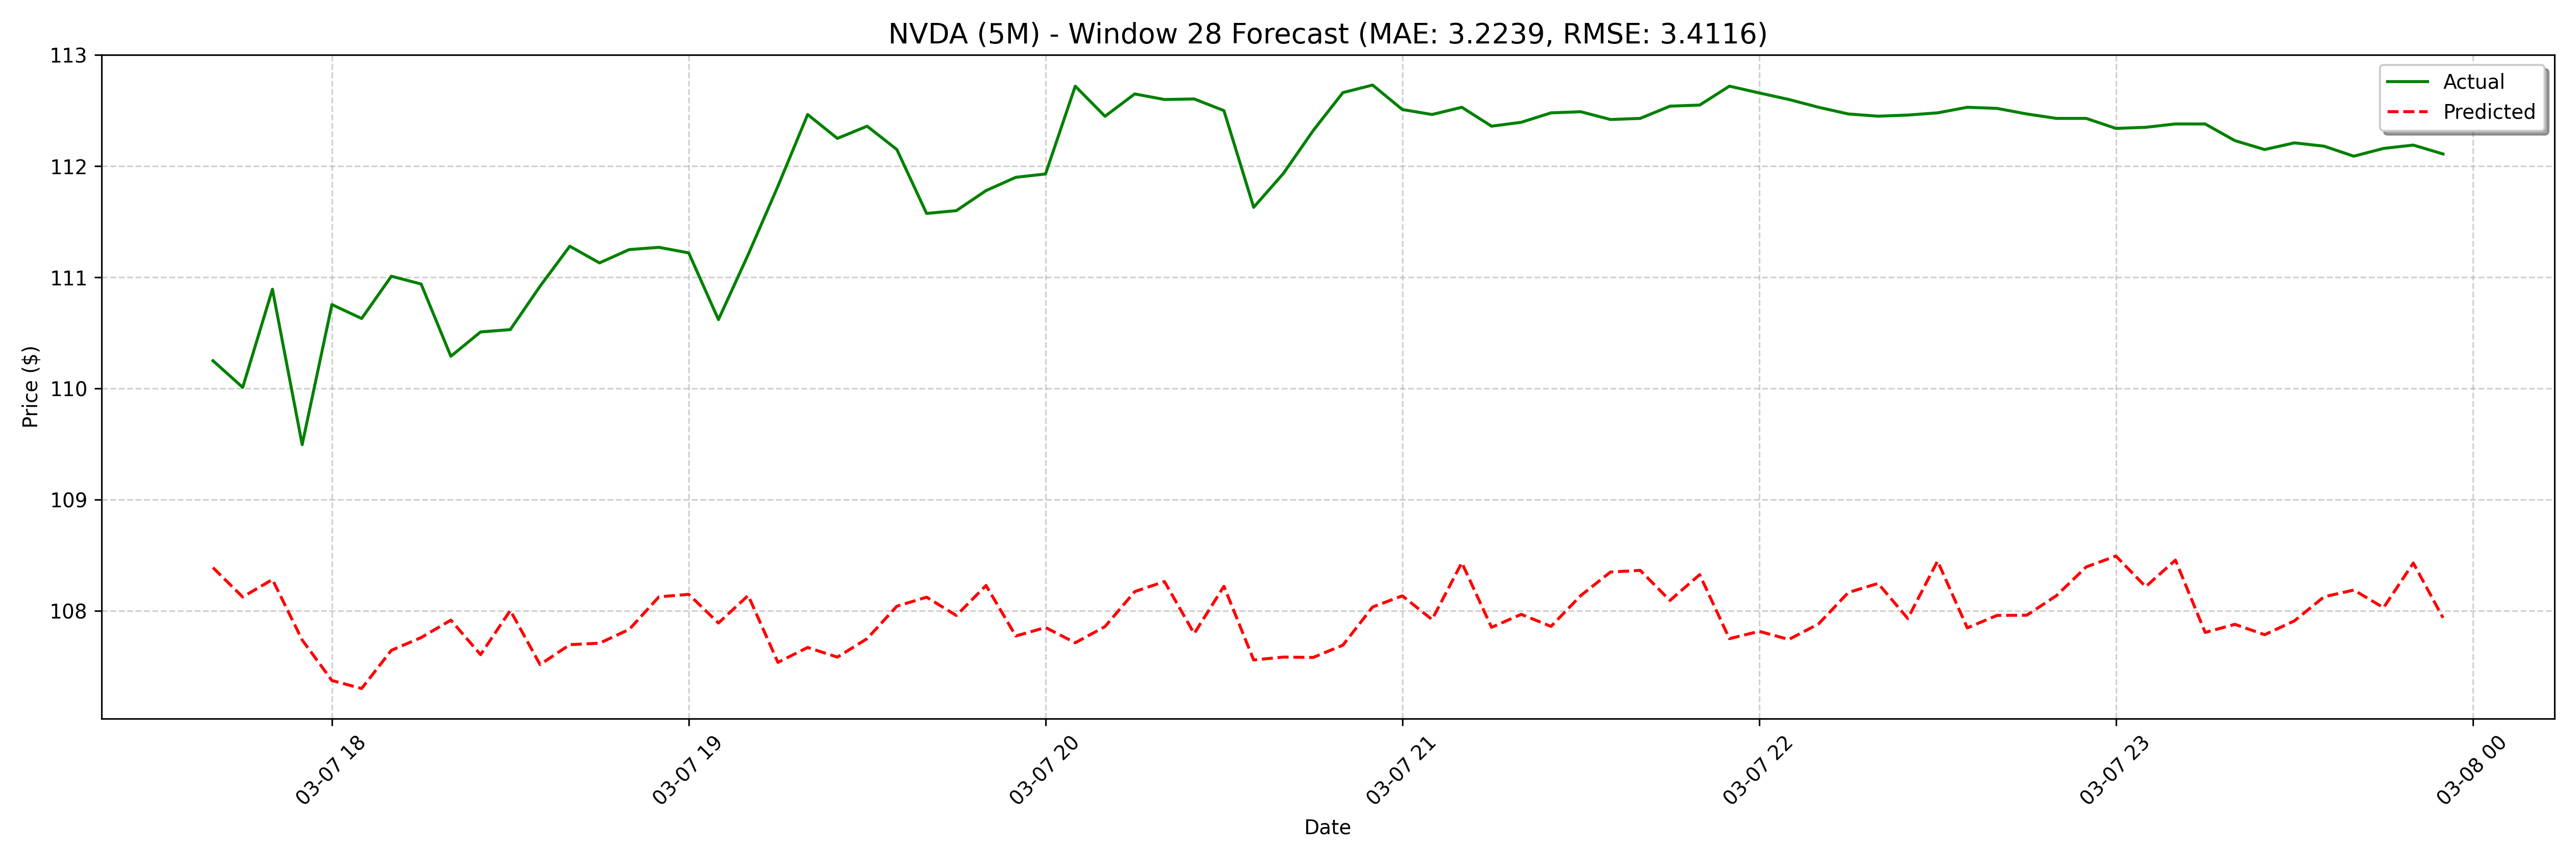 NVDA (5M) - Window 28 Forecast (MAE: 3.2239, RMSE: 3.4116)
Actual
Predicted
Price ($)
113
112
111
110
109
108
03-07 18
03-07 19
03-07 20
03-07 21
03-07 22
03-07 23
03-08 00
Date